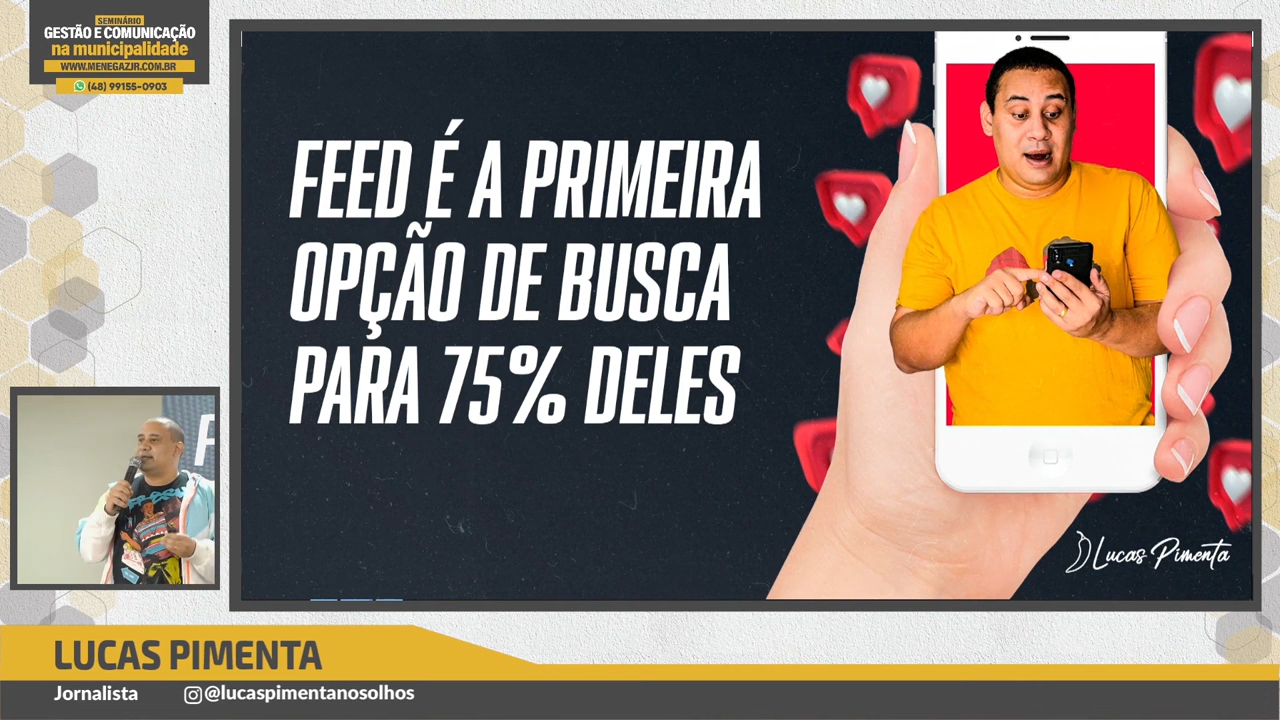 SEMINÁRIO
GESTÃO E COMUNICAÇÃO
na municipalidade
WWW.MENEGAZJR.COM.BR
(48) 99155-0903
FEED É A PRIMEIRA
OPÇÃO DE BUSCA
PARA 75% DELES
Lucas Pimenta
LUCAS PIMENTA
Jornalista @lucaspimentanosolhos